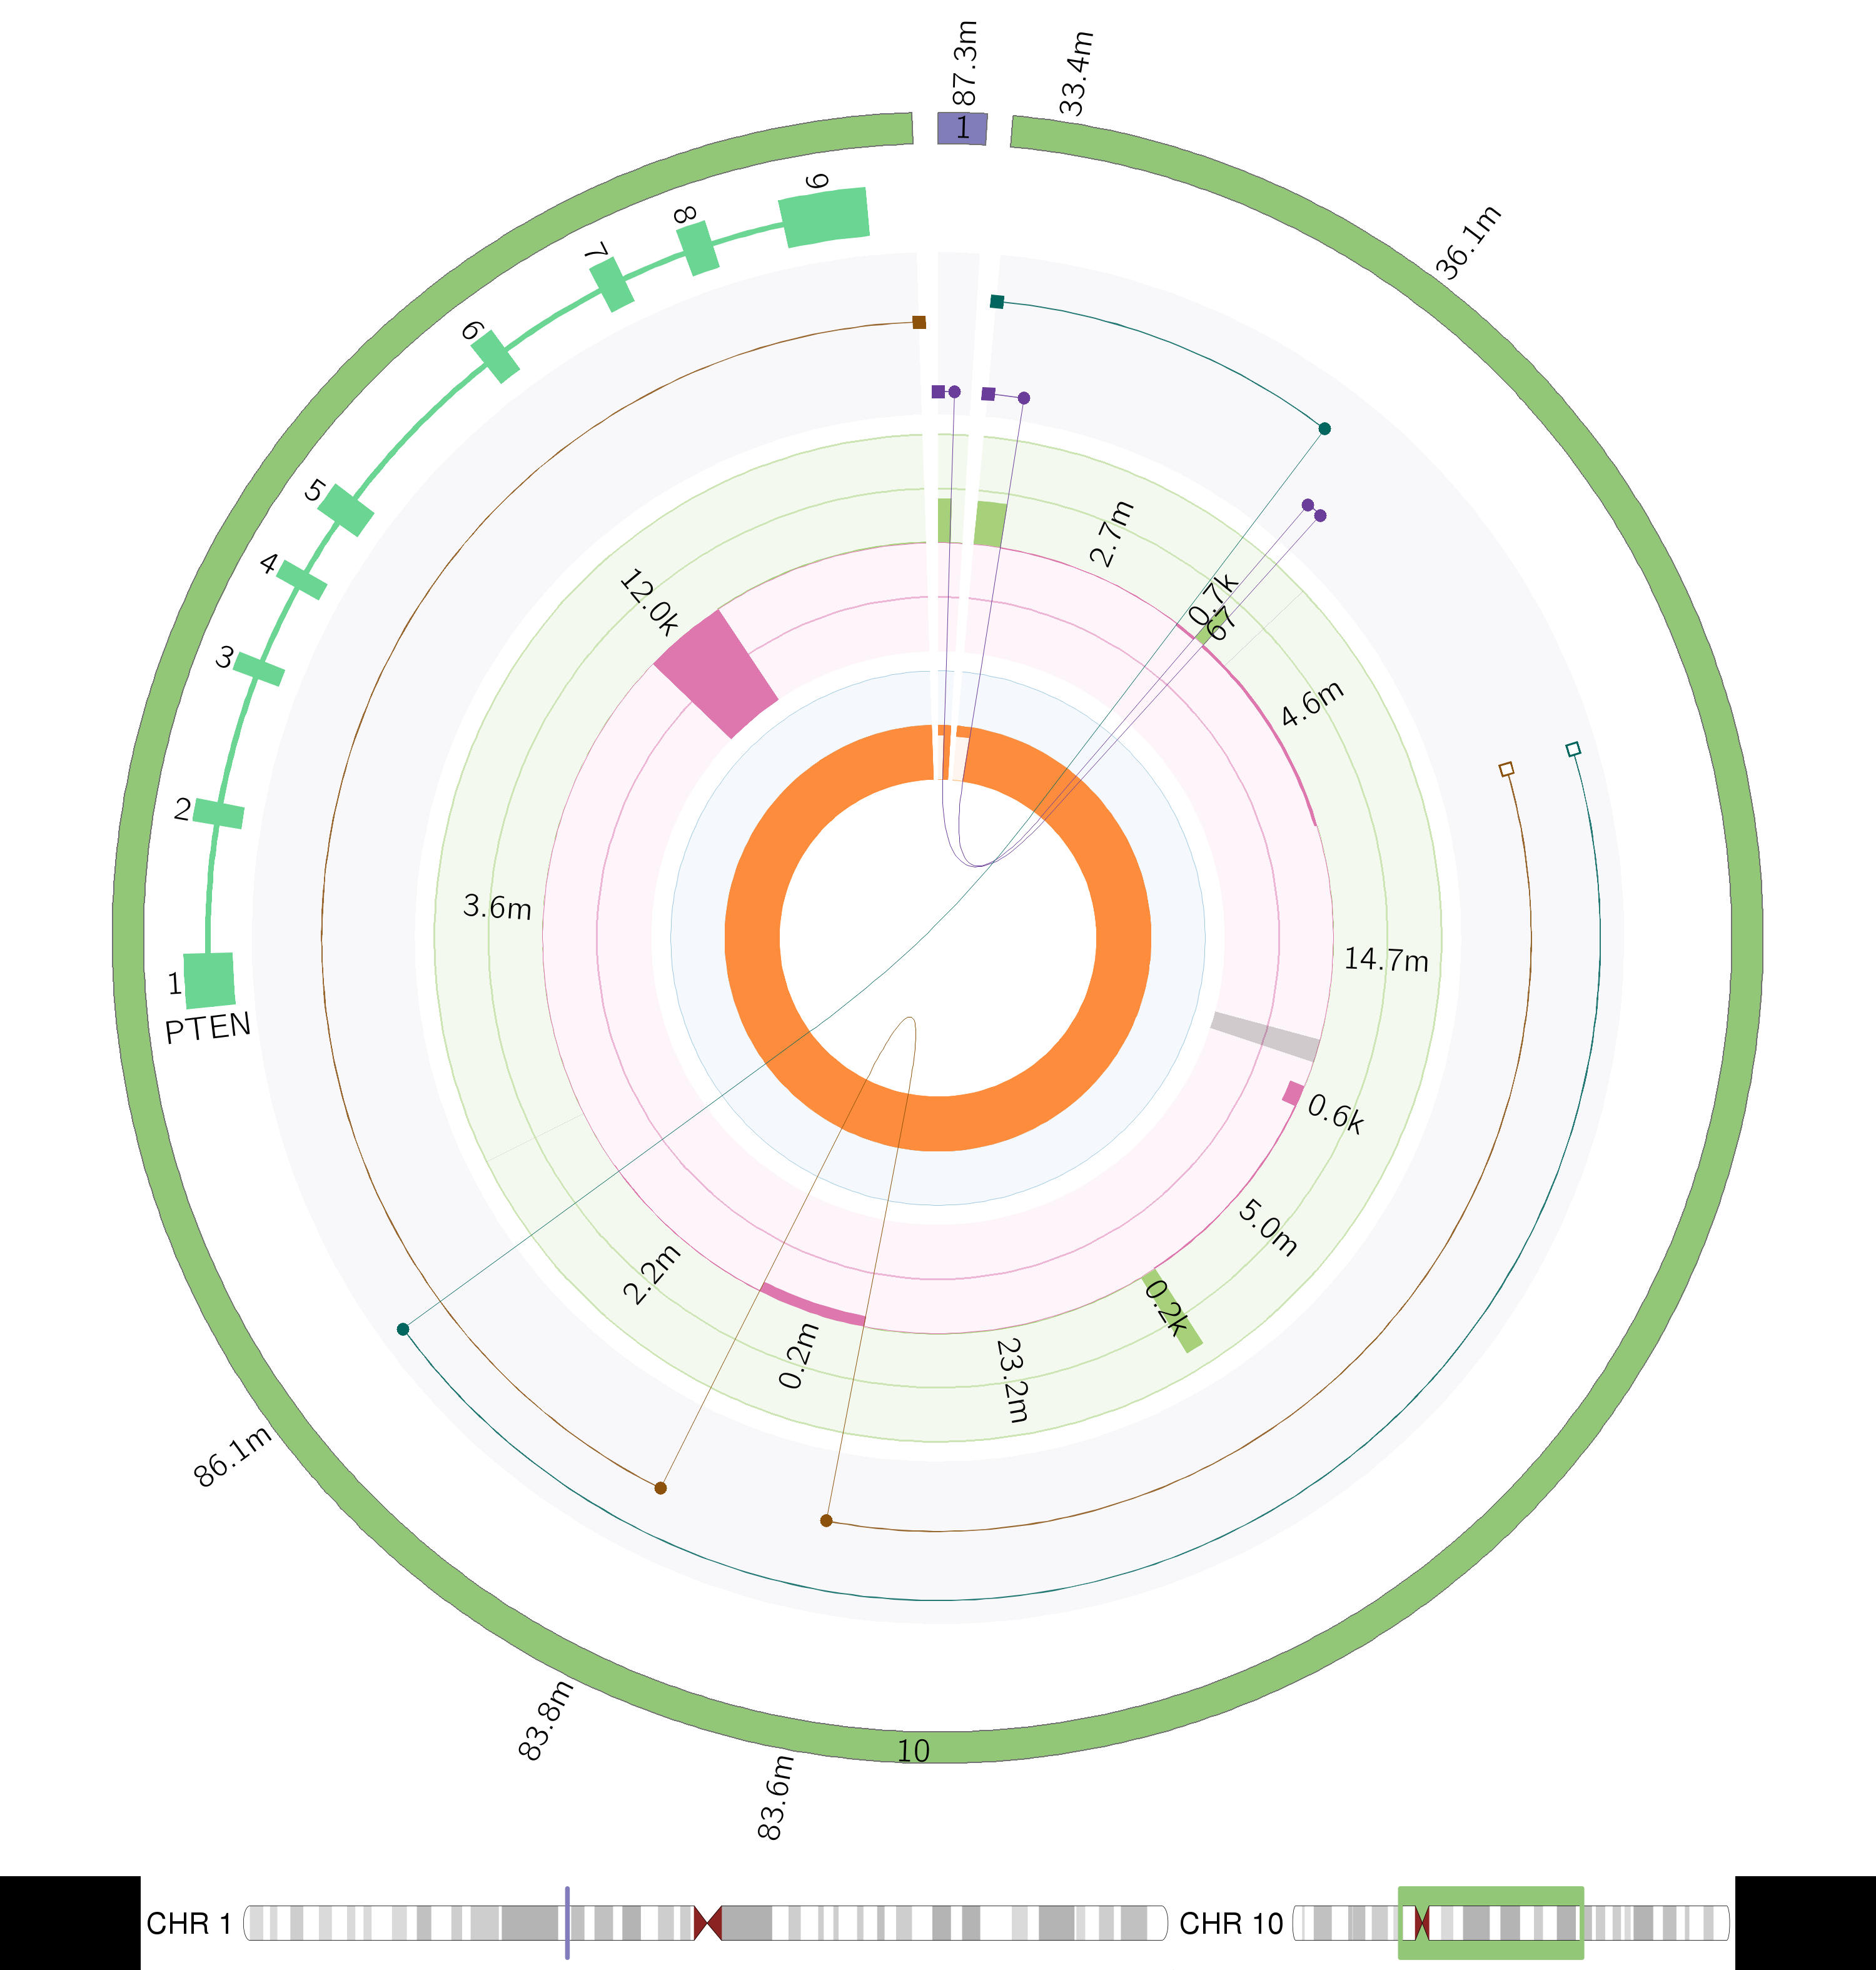 87.3m
33.4m
1
36.1m
9
8
7
6
5
4
3
2
1
PTEN
12.0k
2.7m
0.7k
67
4.6m
3.6m
14.7m
0.6k
5.0m
0.2k
23.2m
0.2m
2.2m
86.1m
83.8m
83.6m
10
CHR 1
CHR 10